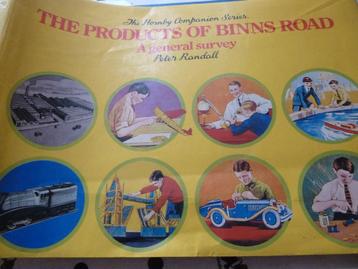 The Hornby Companion Series
THE PRODUCTS OF BINNS ROAD
A general survey
Peter Randall